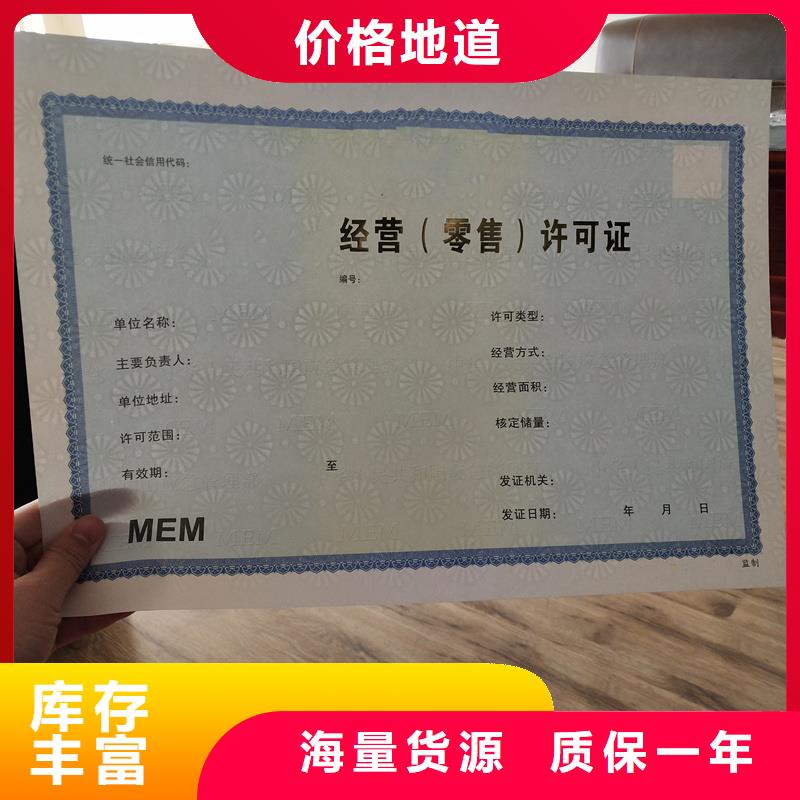 价格地道
统一社会信用代码：
经营（零售）许可证
编号：
单位名称：
主要负责人：
单位地址：
许可范围：
有效期：
至
许可类型：
经营方式：
经营面积：
核定储量：
发证机关：
发证日期：
年 月 日
MEM
监制
库存
丰富
海量货源 质保一年